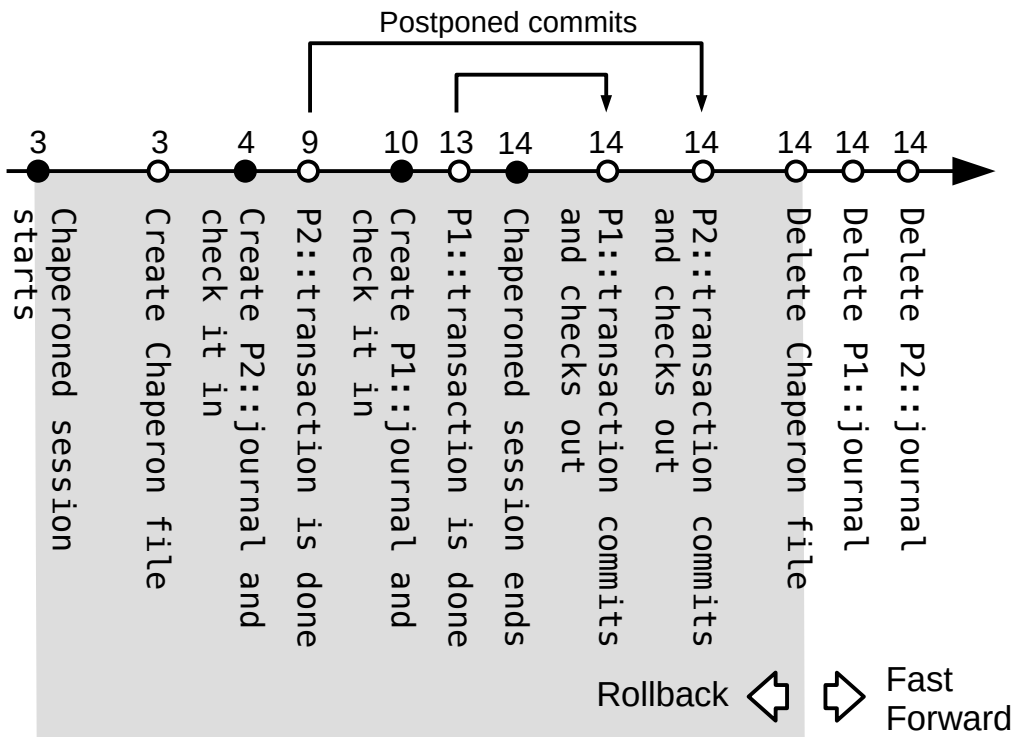 Postponed commits
3 3 4 9 10 13 14 14 14 14 14 14
Chaperoned session
starts
Create Chaperon file
Create P2::journal and
check it in
P2::transaction is done
Create P1::journal and
check it in
P1::transaction is done
Chaperoned session ends
P1::transaction commits
and checks out
P2::transaction commits
and checks out
Delete Chaperon file
Delete P1::journal
Delete P2::journal
Rollback
Fast
Forward